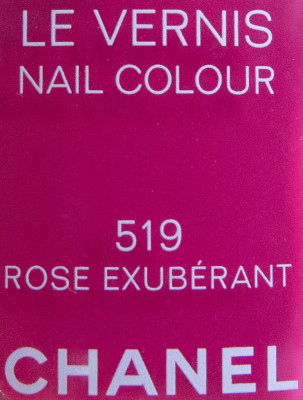 LE VERNIS
NAIL COLOUR
519
ROSE EXUBÉRANT
CHANEL